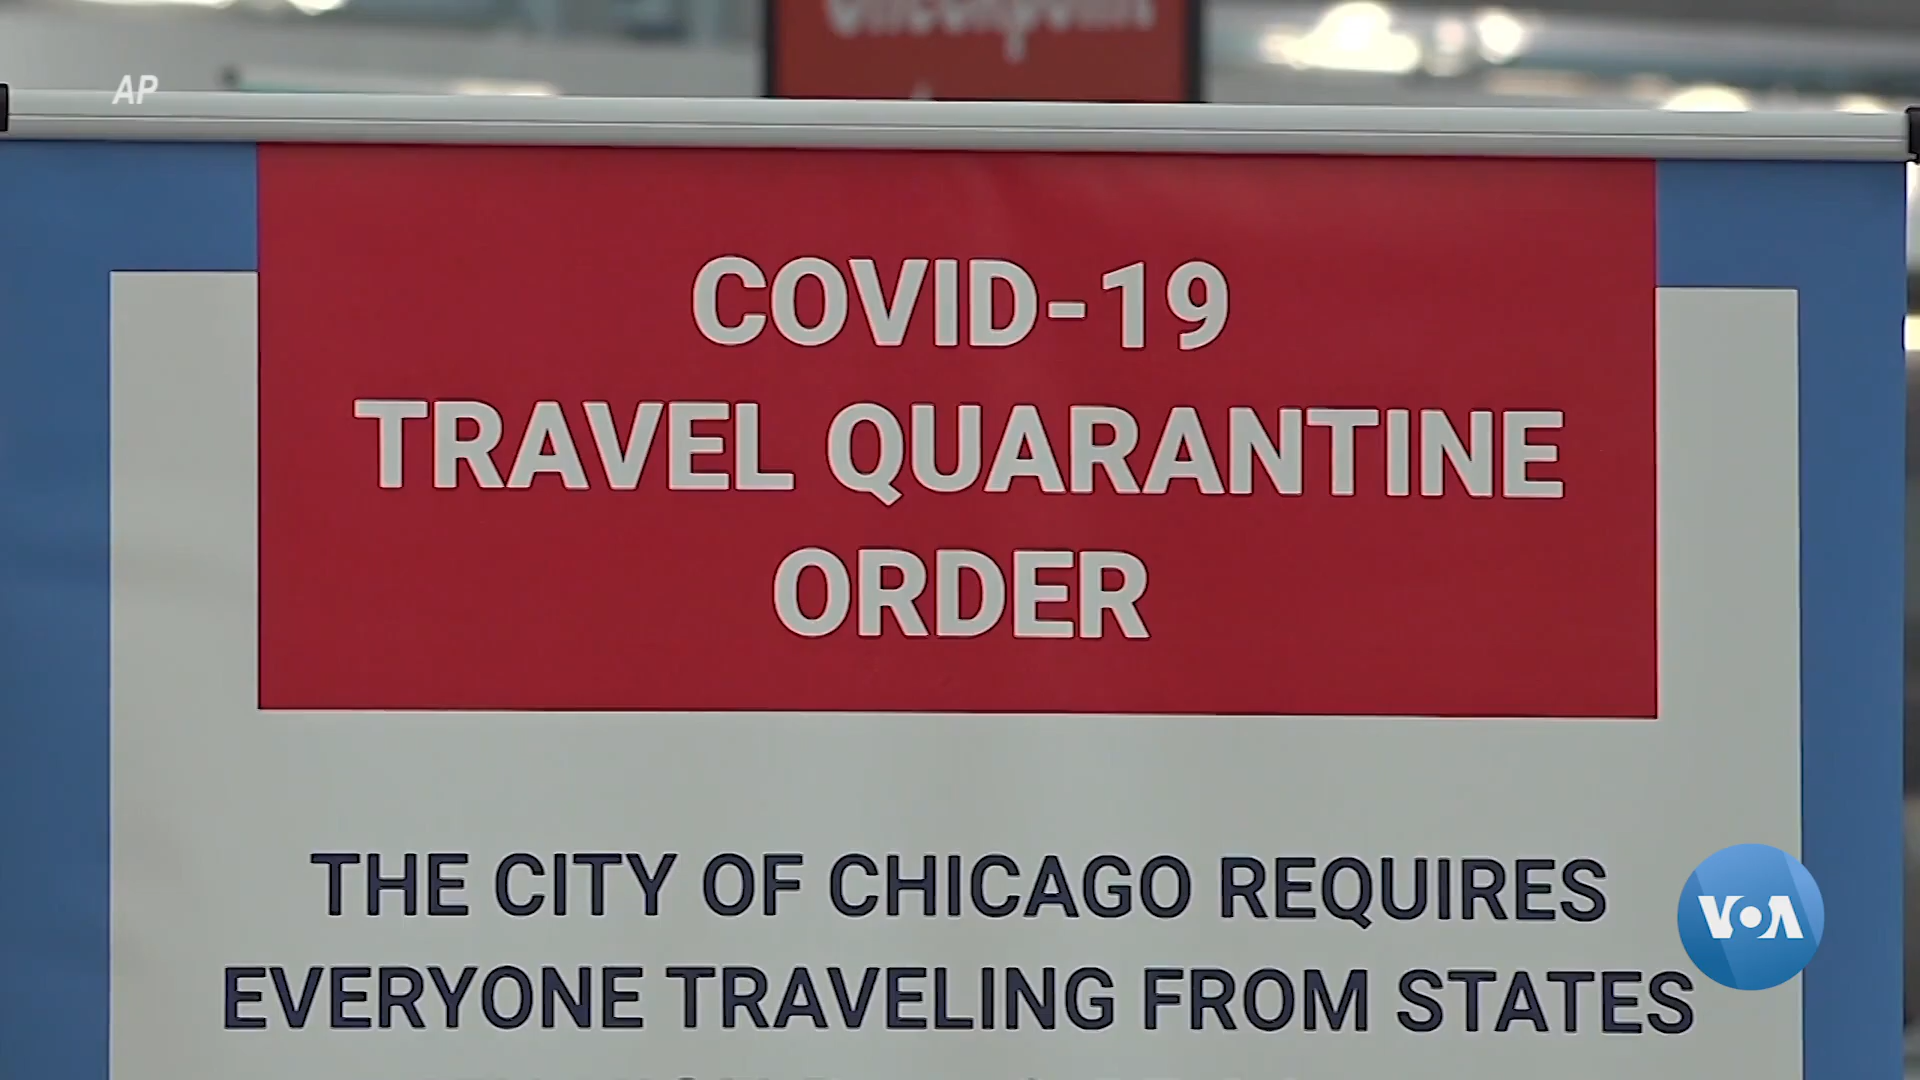 AP
COVID-19
TRAVEL QUARANTINE
ORDER
THE CITY OF CHICAGO REQUIRES
EVERYONE TRAVELING FROM STATES
VOA